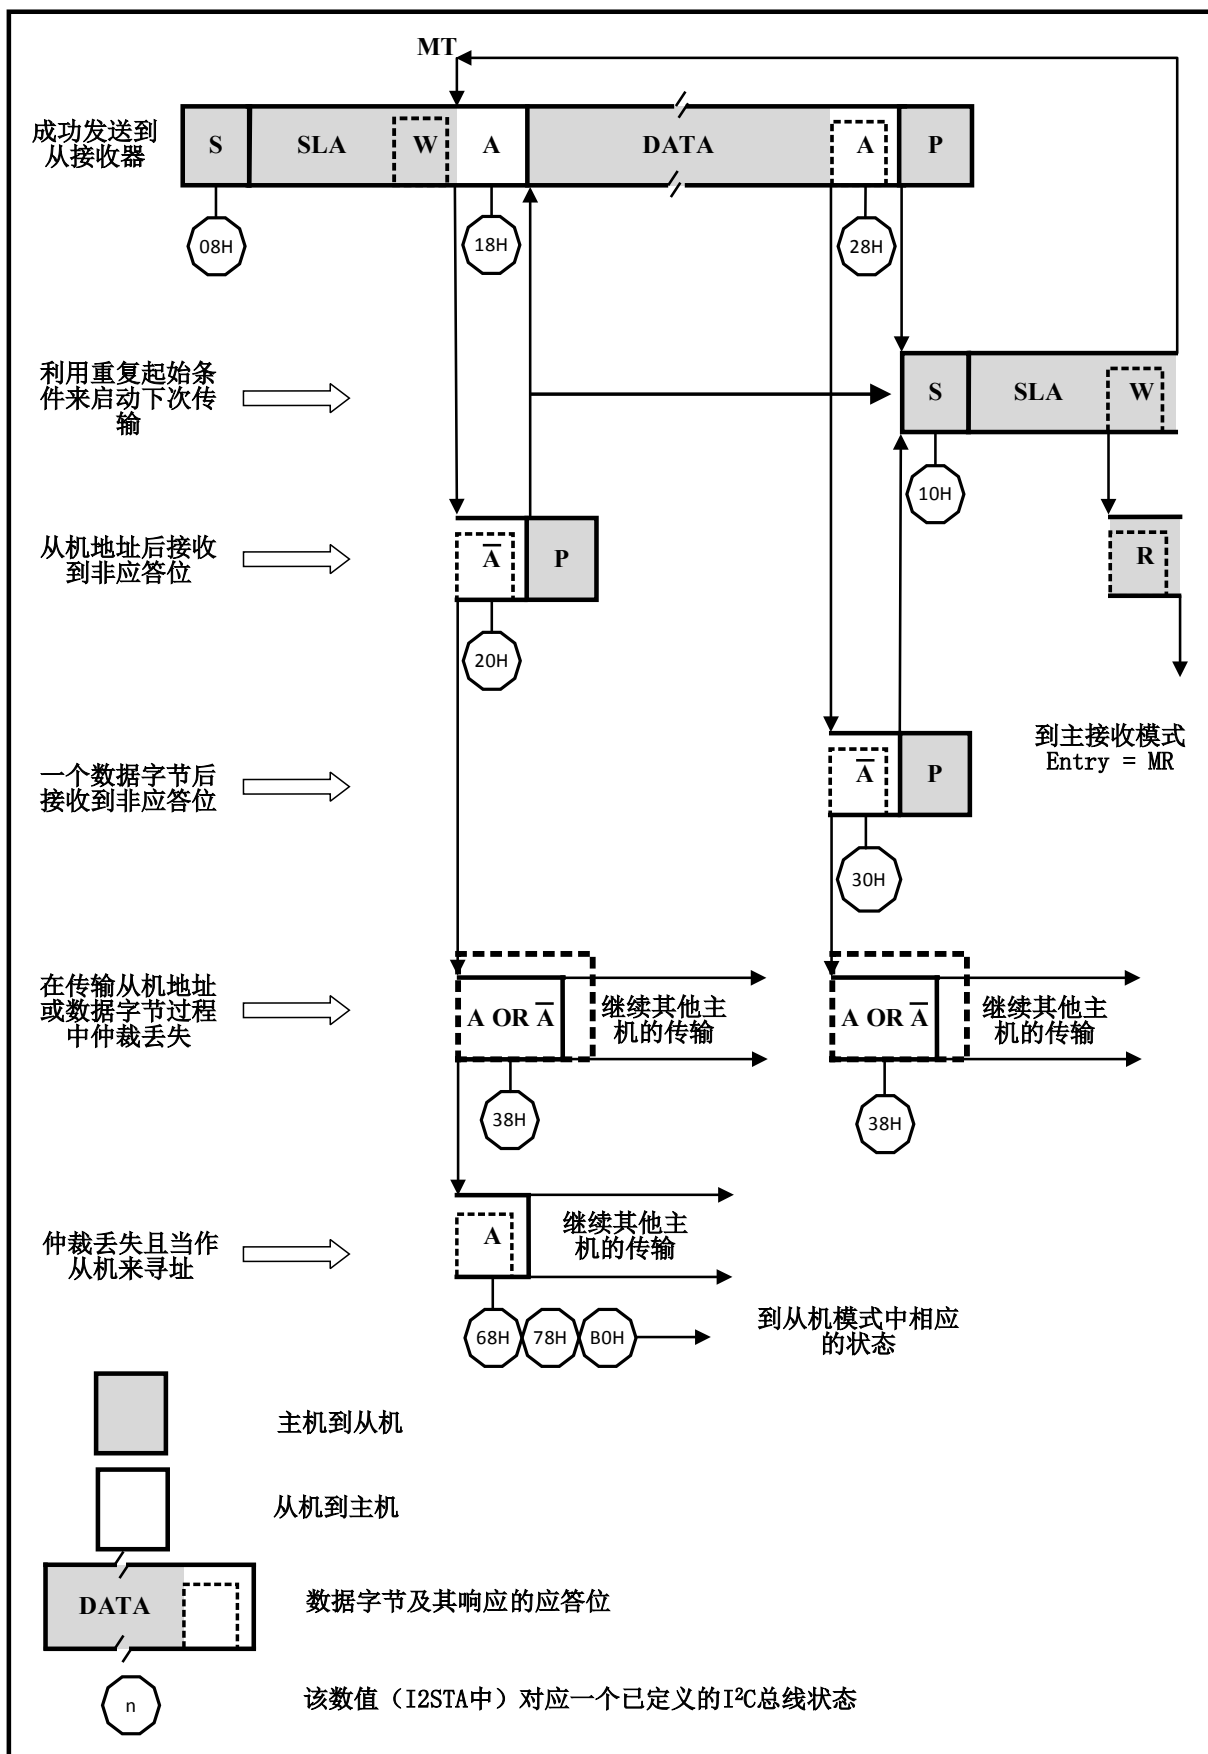 MT
成功发送到
从接收器
S SLA W A DATA A P
08H 18H 28H
利用重复起始条
件来启动下次传
输
S SLA W
10H
从机地址后接收
到非应答位
A̅ P
R
20H
到主接收模式
Entry = MR
一个数据字节后
接收到非应答位
A̅ P
30H
在传输从机地址
或数据字节过程
中仲裁丢失
A OR A̅
继续其他主
机的传输
A OR A̅
继续其他主
机的传输
38H 38H
仲裁丢失且当作
从机来寻址
A
继续其他主
机的传输
68H 78H B0H
到从机模式中相应
的状态
主机到从机
从机到主机
DATA
数据字节及其响应的应答位
n
该数值（I2STA中）对应一个已定义的I²C总线状态